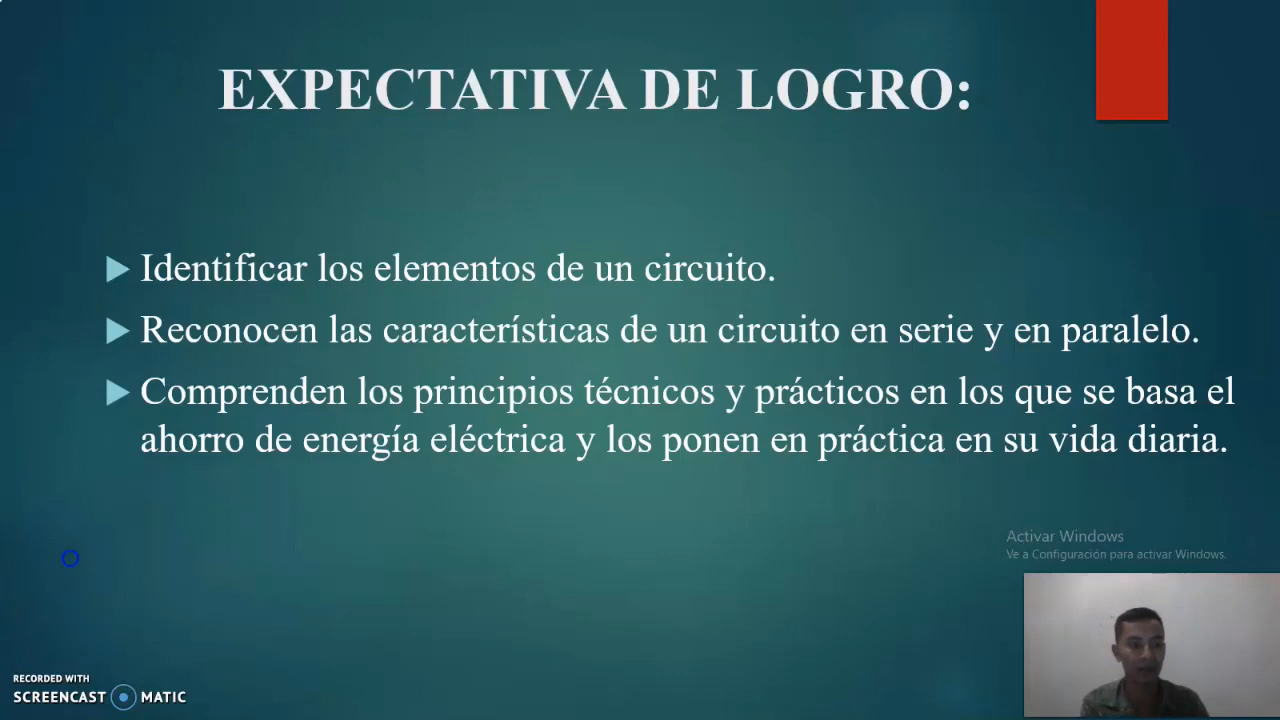 EXPECTATIVA DE LOGRO:
Identificar los elementos de un circuito.
Reconocen las características de un circuito en serie y en paralelo.
Comprenden los principios técnicos y prácticos en los que se basa el
ahorro de energía eléctrica y los ponen en práctica en su vida diaria.
Activar Windows
Ve a Configuración para activar Windows.
RECORDED WITH
SCREENCAST MATIC